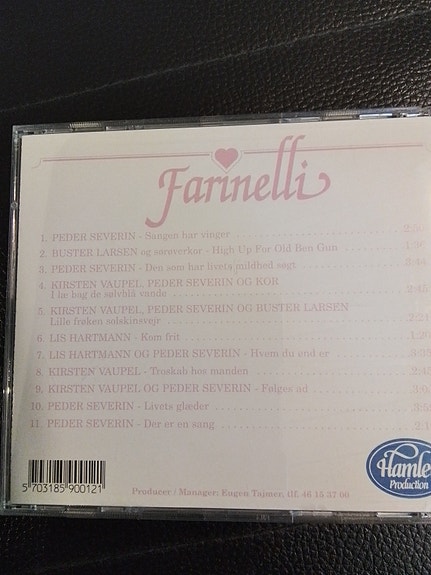 Farinelli
1. PEDER SEVERIN - Sangen har vinger
2. BUSTER LARSEN og sørøverkor - High Up For Old Ben Gun
3. PEDER SEVERIN - Den som har livets mildhed søgt
4. KIRSTEN VAUPEL, PEDER SEVERIN OG KOR
I læ bag de sølvblå vande
5. KIRSTEN VAUPEL, PEDER SEVERIN OG BUSTER LARSEN
Lille frøken solskinsvejr
6. LIS HARTMANN - Kom frit
7. LIS HARTMANN OG PEDER SEVERIN - Hvem du end er
8. KIRSTEN VAUPEL - Troskab hos manden
9. KIRSTEN VAUPEL OG PEDER SEVERIN - Følges ad
10. PEDER SEVERIN - Livets glæder
11. PEDER SEVERIN - Der er en sang
Hamle
Production
5 703185 900121
Producer / Manager: Eugen Tajmer, tlf. 46 15 37 00